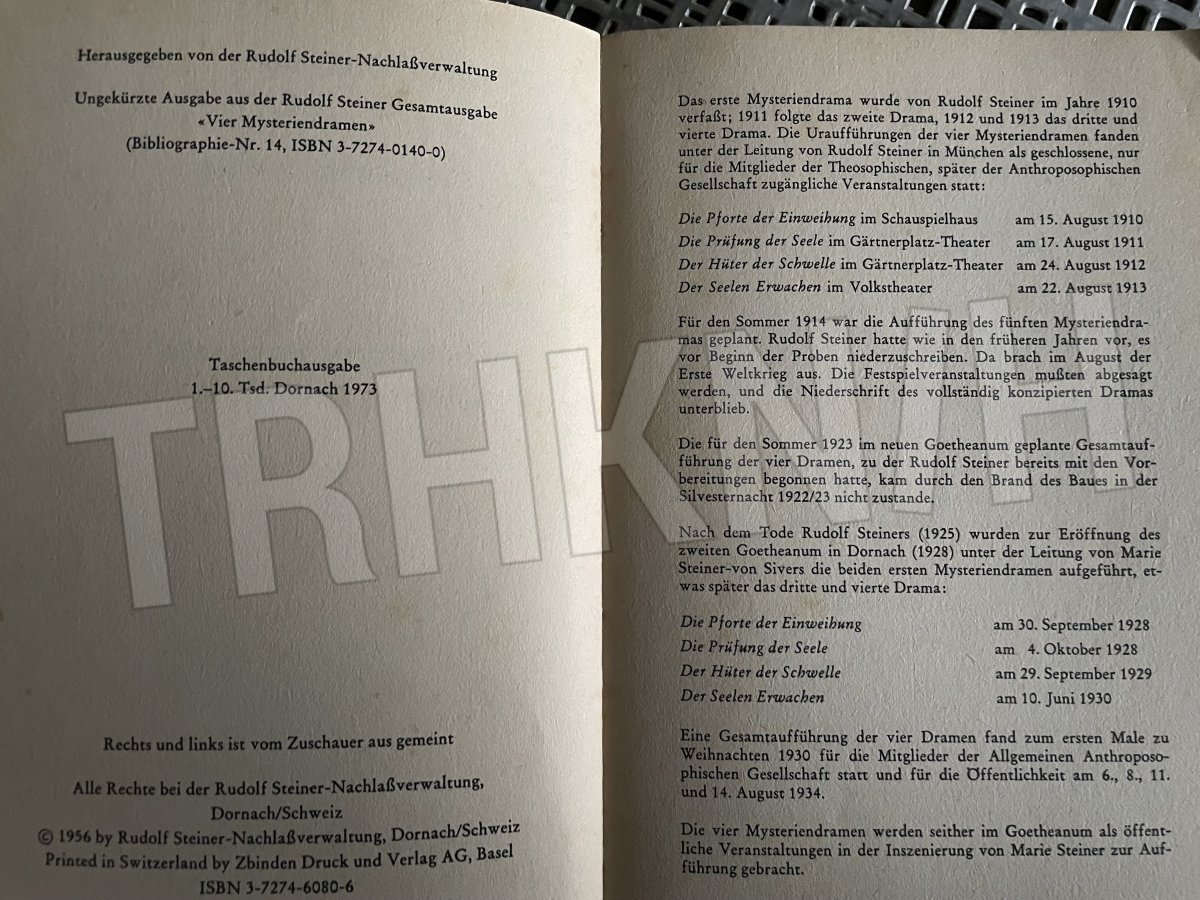 Herausgegeben von der Rudolf Steiner-Nachlaßverwaltung
Ungekürzte Ausgabe aus der Rudolf Steiner Gesamtausgabe
«Vier Mysteriendramen»
(Bibliographie-Nr. 14, ISBN 3-7274-0140-0)
Taschenbuchausgabe
1.–10. Tsd. Dornach 1973
Rechts und links ist vom Zuschauer aus gemeint
Alle Rechte bei der Rudolf Steiner-Nachlaßverwaltung,
Dornach/Schweiz
© 1956 by Rudolf Steiner-Nachlaßverwaltung, Dornach/Schweiz
Printed in Switzerland by Zbinden Druck und Verlag AG, Basel
ISBN 3-7274-6080-6
Das erste Mysteriendrama wurde von Rudolf Steiner im Jahre 1910
verfaßt; 1911 folgte das zweite Drama, 1912 und 1913 das dritte und
vierte Drama. Die Uraufführungen der vier Mysteriendramen fanden
unter der Leitung von Rudolf Steiner in München als geschlossene, nur
für die Mitglieder der Theosophischen, später der Anthroposophischen
Gesellschaft zugängliche Veranstaltungen statt:
Die Pforte der Einweihung im Schauspielhaus am 15. August 1910
Die Prüfung der Seele im Gärtnerplatz-Theater am 17. August 1911
Der Hüter der Schwelle im Gärtnerplatz-Theater am 24. August 1912
Der Seelen Erwachen im Volkstheater am 22. August 1913
Für den Sommer 1914 war die Aufführung des fünften Mysteriendra-
mas geplant. Rudolf Steiner hatte wie in den früheren Jahren vor, es
vor Beginn der Proben niederzuschreiben. Da brach im August der
Erste Weltkrieg aus. Die Festspielveranstaltungen mußten abgesagt
werden, und die Niederschrift des vollständig konzipierten Dramas
unterblieb.
Die für den Sommer 1923 im neuen Goetheanum geplante Gesamtauf-
führung der vier Dramen, zu der Rudolf Steiner bereits mit den Vor-
bereitungen begonnen hatte, kam durch den Brand des Baues in der
Silvesternacht 1922/23 nicht zustande.
Nach dem Tode Rudolf Steiners (1925) wurden zur Eröffnung des
zweiten Goetheanum in Dornach (1928) unter der Leitung von Marie
Steiner-von Sivers die beiden ersten Mysteriendramen aufgeführt, et-
was später das dritte und vierte Drama:
Die Pforte der Einweihung am 30. September 1928
Die Prüfung der Seele am 4. Oktober 1928
Der Hüter der Schwelle am 29. September 1929
Der Seelen Erwachen am 10. Juni 1930
Eine Gesamtaufführung der vier Dramen fand zum ersten Male zu
Weihnachten 1930 für die Mitglieder der Allgemeinen Anthroposo-
phischen Gesellschaft statt und für die Öffentlichkeit am 6., 8., 11.
und 14. August 1934.
Die vier Mysteriendramen werden seither im Goetheanum als öffent-
liche Veranstaltungen in der Inszenierung von Marie Steiner zur Auf-
führung gebracht.